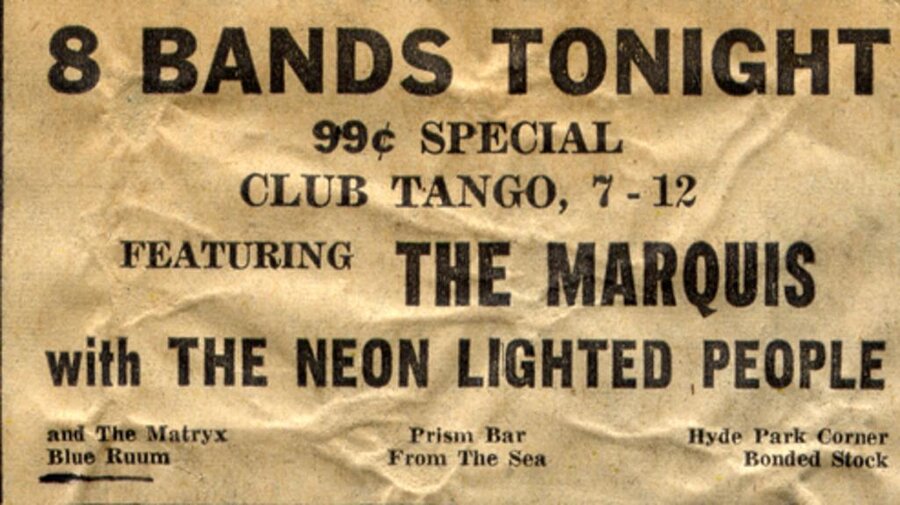 8 BANDS TONIGHT
99¢ SPECIAL
CLUB TANGO, 7 - 12
FEATURING THE MARQUIS
with THE NEON LIGHTED PEOPLE
and The Matryx Prism Bar Hyde Park Corner
Blue Ruum From The Sea Bonded Stock